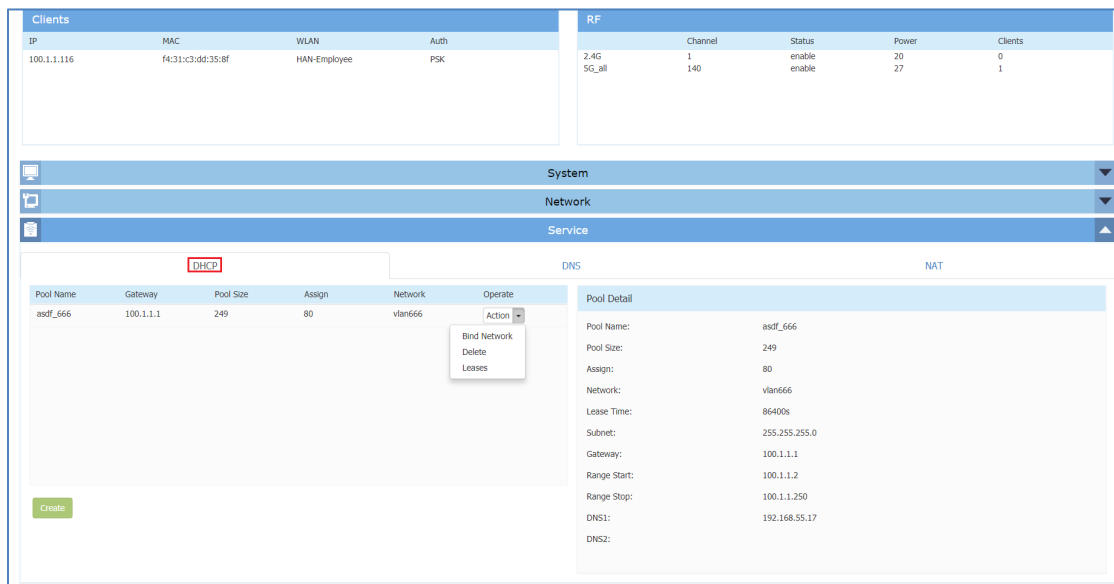 Clients
IP MAC WLAN Auth
100.1.1.116 f4:31:c3:dd:35:8f HAN-Employee PSK
RF
Channel Status Power Clients
2.4G 1 enable 20 0
5G_all 140 enable 27 1
System
Network
Service
DHCP DNS NAT
Pool Name Gateway Pool Size Assign Network Operate
asdf_666 100.1.1.1 249 80 vlan666 Action
Bind Network
Delete
Leases
Create
Pool Detail
Pool Name: asdf_666
Pool Size: 249
Assign: 80
Network: vlan666
Lease Time: 86400s
Subnet: 255.255.255.0
Gateway: 100.1.1.1
Range Start: 100.1.1.2
Range Stop: 100.1.1.250
DNS1: 192.168.55.17
DNS2: